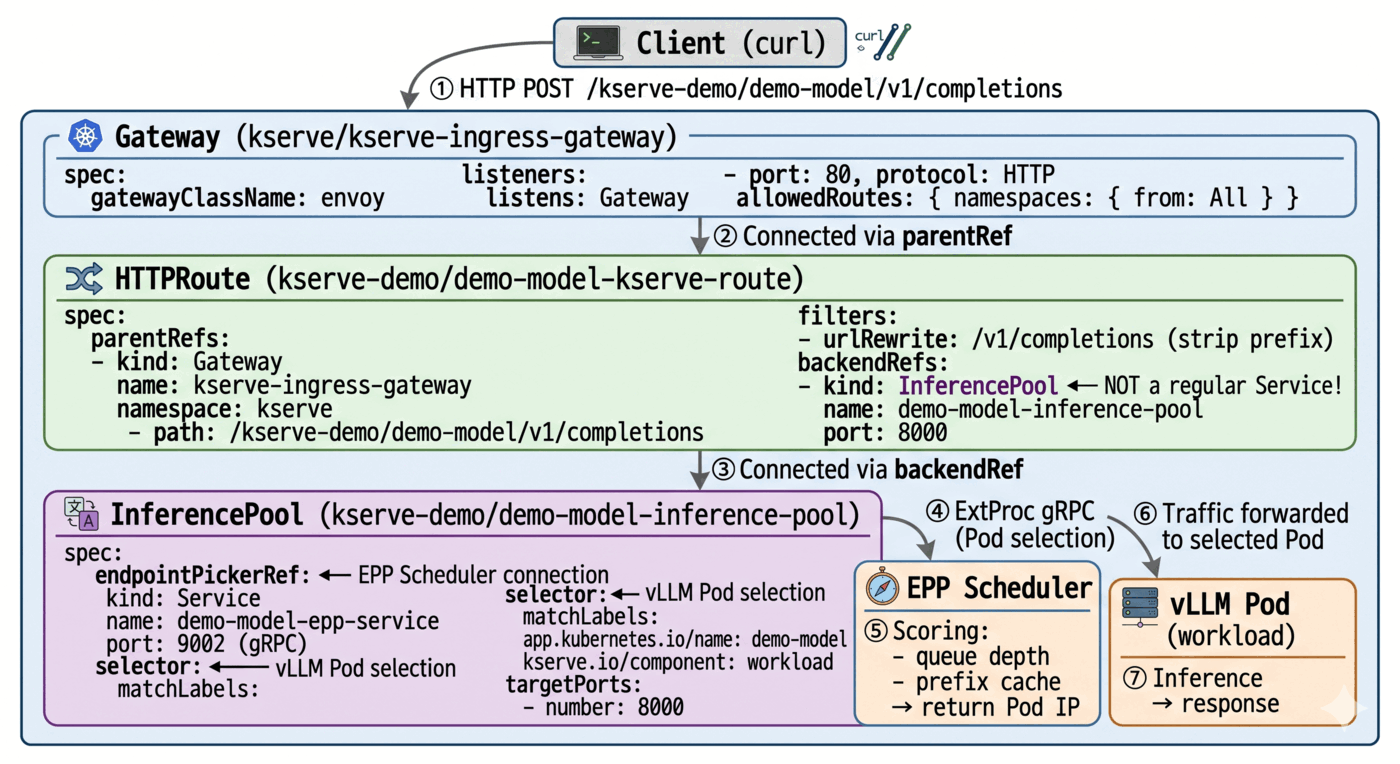 >_ Client (curl) curl
① HTTP POST /kserve-demo/demo-model/v1/completions
Gateway (kserve/kserve-ingress-gateway)
spec:
gatewayClassName: envoy
listeners:
listens: Gateway
- port: 80, protocol: HTTP
allowedRoutes: { namespaces: { from: All } }
② Connected via parentRef
HTTPRoute (kserve-demo/demo-model-kserve-route)
spec:
parentRefs:
- kind: Gateway
name: kserve-ingress-gateway
namespace: kserve
- path: /kserve-demo/demo-model/v1/completions
filters:
- urlRewrite: /v1/completions (strip prefix)
backendRefs:
- kind: InferencePool ← NOT a regular Service!
name: demo-model-inference-pool
port: 8000
③ Connected via backendRef
文 A InferencePool (kserve-demo/demo-model-inference-pool)
spec:
endpointPickerRef: ← EPP Scheduler connection
kind: Service
name: demo-model-epp-service
port: 9002 (gRPC)
selector: ← vLLM Pod selection
matchLabels:
selector: ← vLLM Pod selection
matchLabels:
app.kubernetes.io/name: demo-model
kserve.io/component: workload
targetPorts:
- number: 8000
④ ExtProc gRPC
(Pod selection)
EPP Scheduler
⑤ Scoring:
- queue depth
- prefix cache
→ return Pod IP
⑥ Traffic forwarded
to selected Pod
vLLM Pod
(workload)
⑦ Inference
→ response